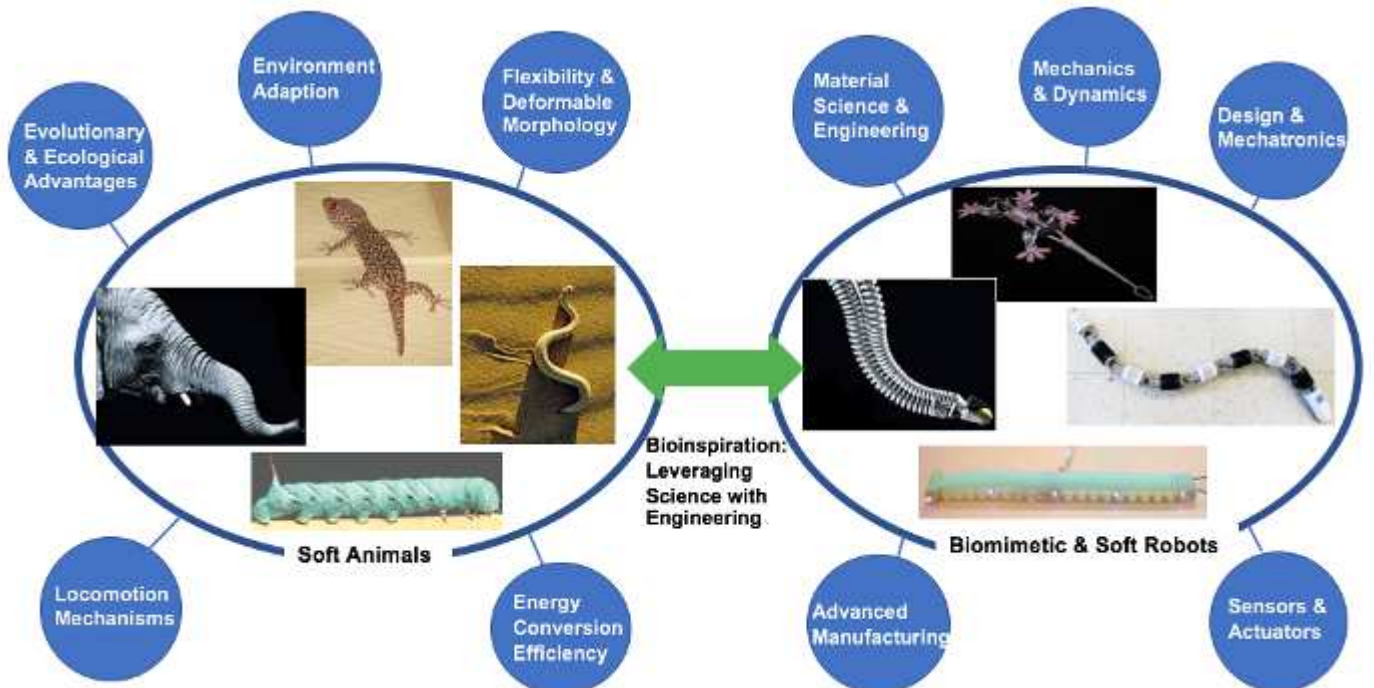 Environment
Adaption
Flexibility &
Deformable
Morphology
Evolutionary
& Ecological
Advantages
Locomotion
Mechanisms
Energy
Conversion
Efficiency
Soft Animals
Bioinspiration:
Leveraging
Science with
Engineering
Material
Science &
Engineering
Mechanics
& Dynamics
Design &
Mechatronics
Advanced
Manufacturing
Sensors &
Actuators
Biomimetic & Soft Robots